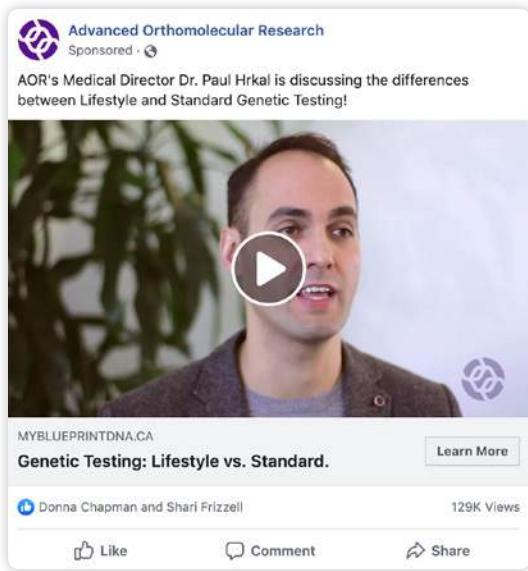 Advanced Orthomolecular Research
Sponsored ·
AOR's Medical Director Dr. Paul Hrkal is discussing the differences
between Lifestyle and Standard Genetic Testing!
MYBLUEPRINTDNA.CA
Genetic Testing: Lifestyle vs. Standard.
Learn More
Donna Chapman and Shari Frizzell
129K Views
Like
Comment
Share